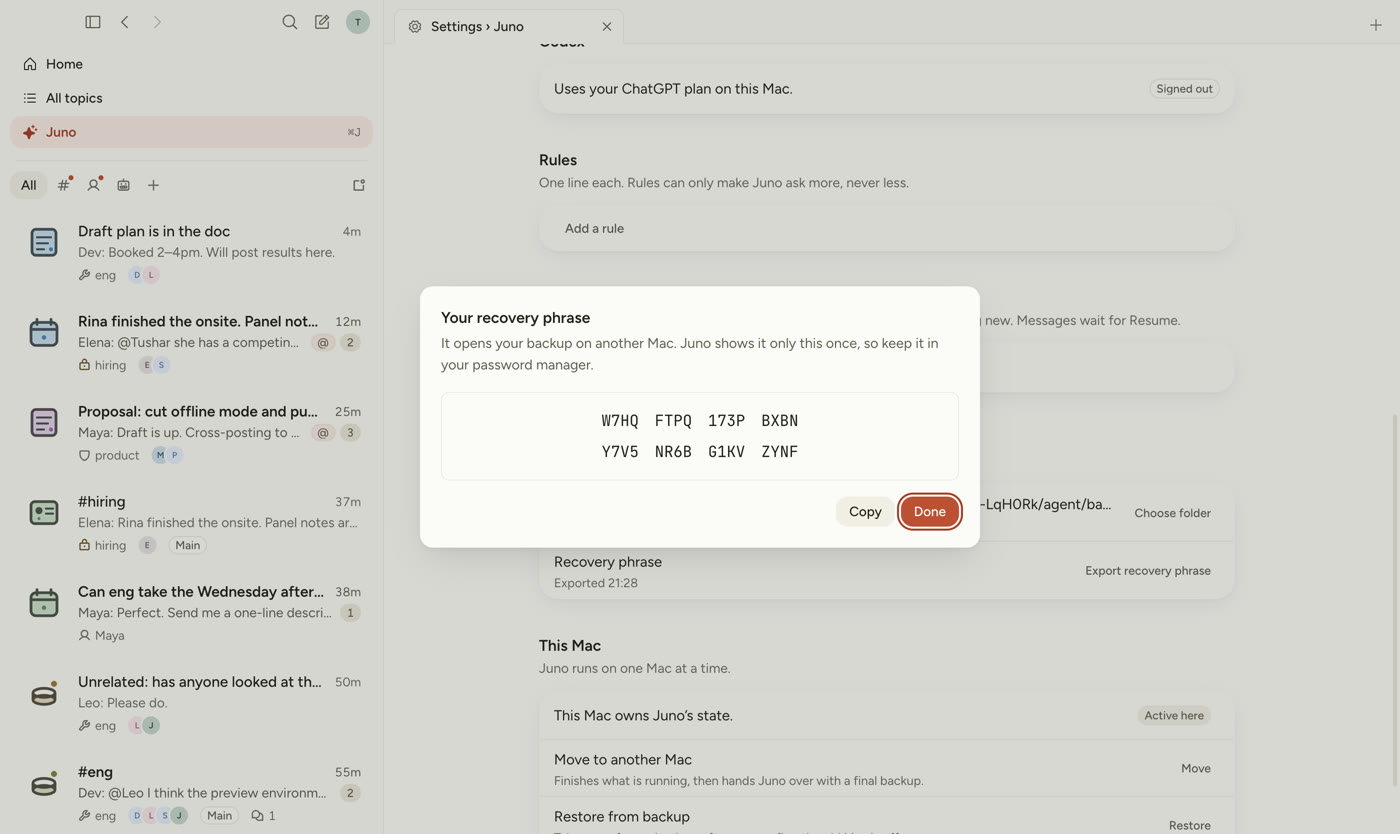 T
Settings › Juno
Home
All topics
Juno
⌘J
All
Draft plan is in the doc
4m
Dev: Booked 2–4pm. Will post results here.
eng
D L
Rina finished the onsite. Panel not...
12m
Elena: @Tushar she has a competin...
@ 2
hiring
E S
Proposal: cut offline mode and pu...
25m
Maya: Draft is up. Cross-posting to ...
@ 3
product
M P
#hiring
37m
Elena: Rina finished the onsite. Panel notes ar...
hiring
E
Main
Can eng take the Wednesday after...
38m
Maya: Perfect. Send me a one-line descri...
1
Maya
Unrelated: has anyone looked at th...
50m
Leo: Please do.
eng
L J
#eng
55m
Dev: @Leo I think the preview environm...
2
eng
D L S J
Main
1
Codex
Uses your ChatGPT plan on this Mac.
Signed out
Rules
One line each. Rules can only make Juno ask more, never less.
Add a rule
new. Messages wait for Resume.
Your recovery phrase
It opens your backup on another Mac. Juno shows it only this once, so keep it in
your password manager.
W7HQ FTPQ 173P BXBN
Y7V5 NR6B G1KV ZYNF
Copy
Done
-LqH0Rk/agent/ba...
Choose folder
Recovery phrase
Exported 21:28
Export recovery phrase
This Mac
Juno runs on one Mac at a time.
This Mac owns Juno’s state.
Active here
Move to another Mac
Finishes what is running, then hands Juno over with a final backup.
Move
Restore from backup
Restore